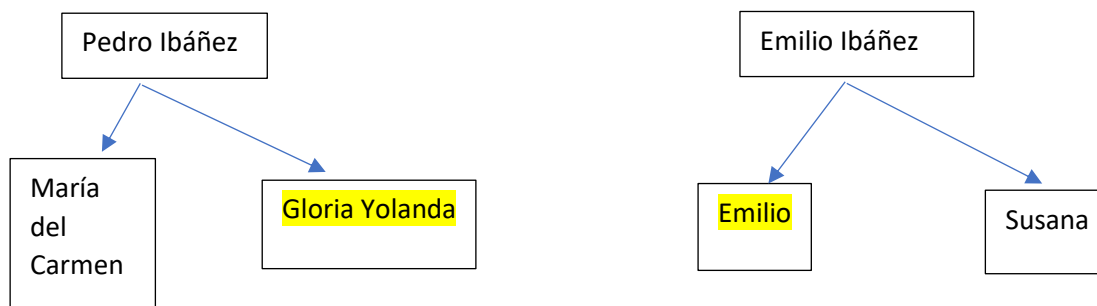 Pedro Ibáñez
Emilio Ibáñez
María
del
Carmen
Gloria Yolanda
Emilio
Susana